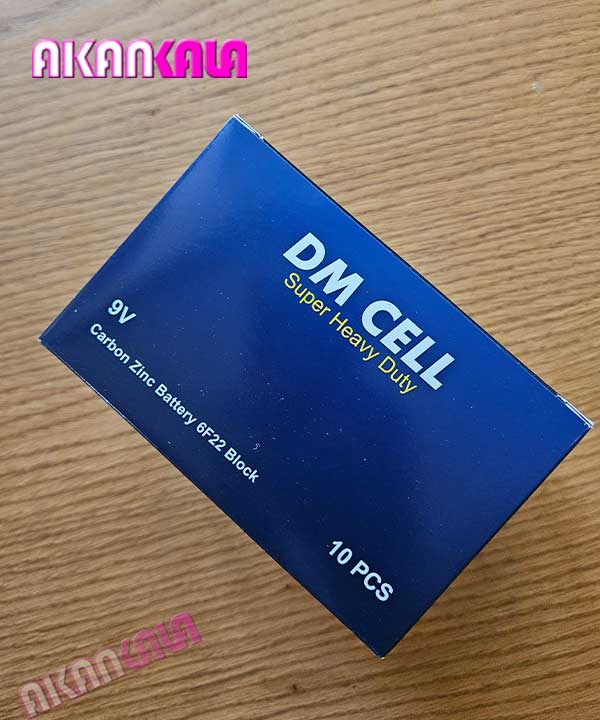 AKANKALA
DM CELL
Super Heavy Duty
9V
Carbon Zinc Battery 6F22 Block
10 PCS
AKANKALA